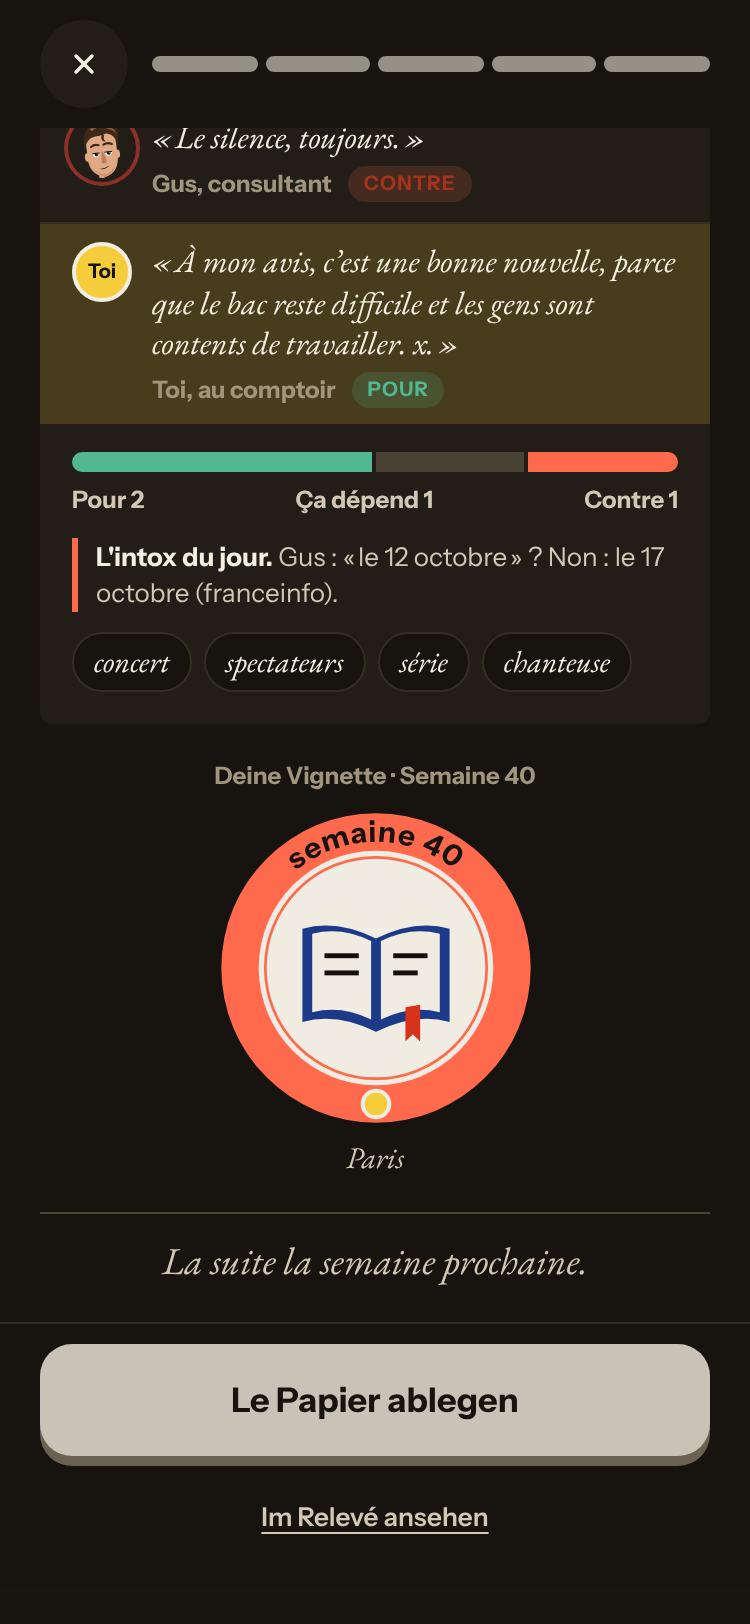 « Le silence, toujours. »
Gus, consultant CONTRE
Toi
« À mon avis, c’est une bonne nouvelle, parce
que le bac reste difficile et les gens sont
contents de travailler. x. »
Toi, au comptoir POUR
Pour 2 Ça dépend 1 Contre 1
L'intox du jour. Gus : « le 12 octobre » ? Non : le 17
octobre (franceinfo).
concert spectateurs série chanteuse
Deine Vignette · Semaine 40
semaine 40
Paris
La suite la semaine prochaine.
Le Papier ablegen
Im Relevé ansehen